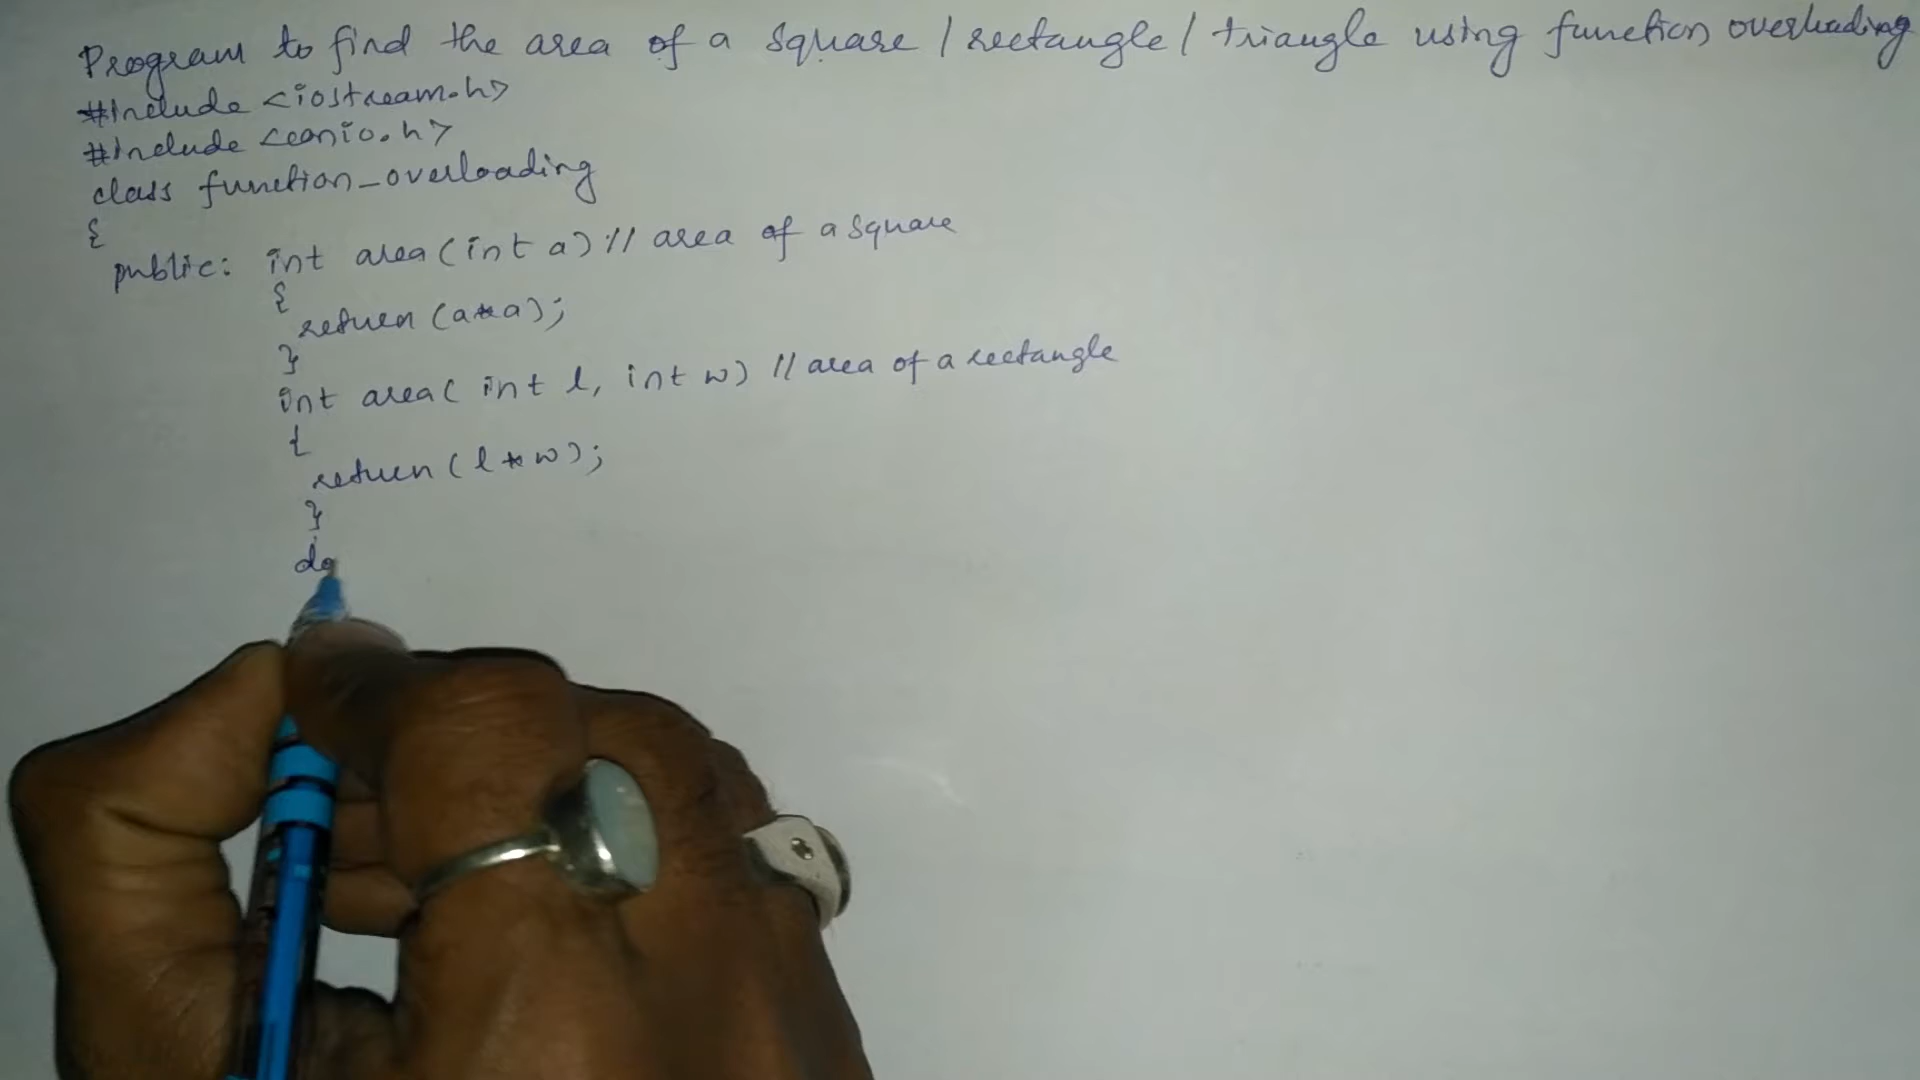 Program to find the area of a square / rectangle / triangle using function overloading
#include <iostream.h>
#include <conio.h>
class function_overloading
{
public: int area(int a) // area of a square
{
return (a*a);
}
int area( int l, int w) // area of a rectangle
{
return (l*w);
}
do